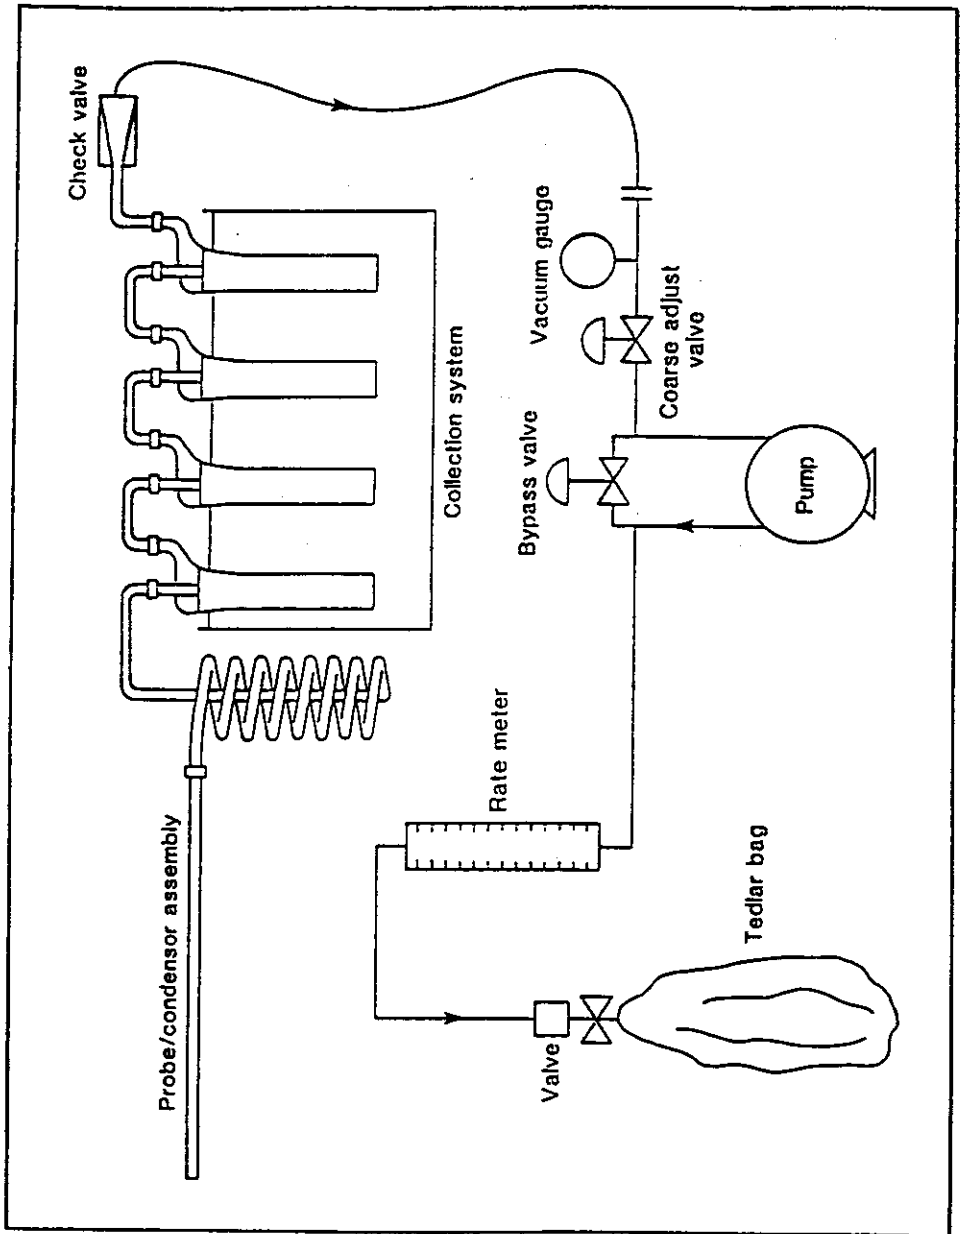 Probe/condensor assembly
Check valve
Collection system
Vacuum gauge
Coarse adjust
valve
Bypass valve
Pump
Rate meter
Valve
Tedlar bag